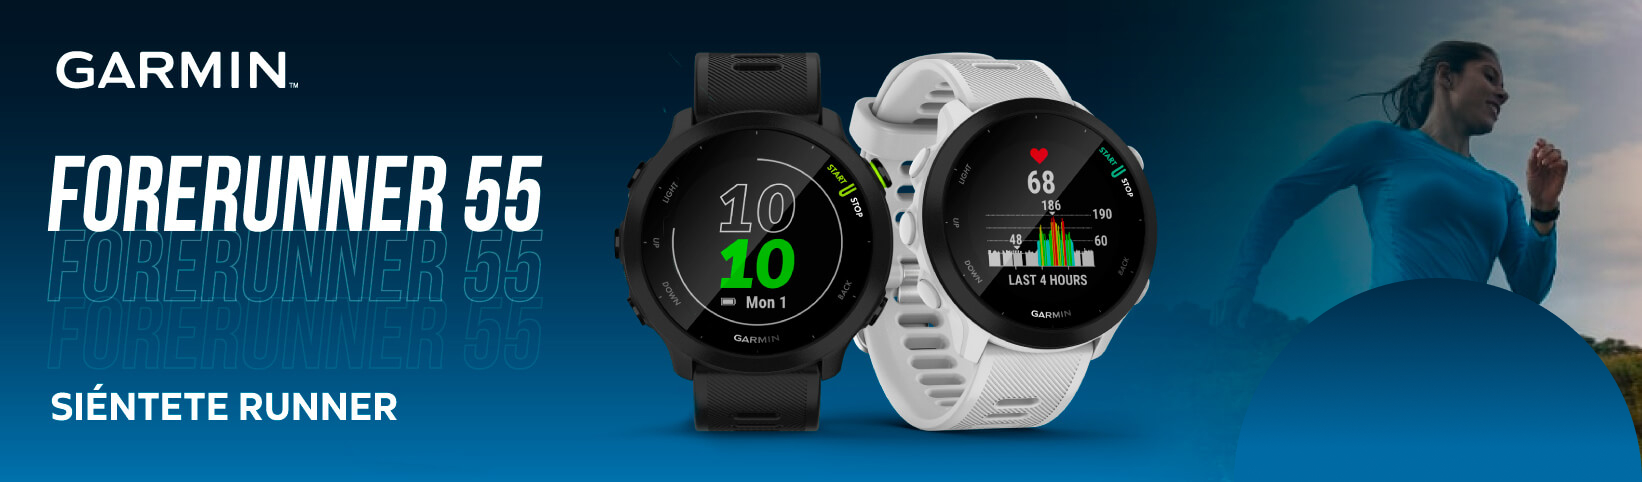 GARMIN™
FORERUNNER 55
FORERUNNER 55
FORERUNNER 55
SIÉNTETE RUNNER
LIGHT
UP
DOWN
START
STOP
BACK
10
10
Mon 1
GARMIN
LIGHT
UP
DOWN
START
STOP
BACK
68
186
190
48
60
LAST 4 HOURS
GARMIN